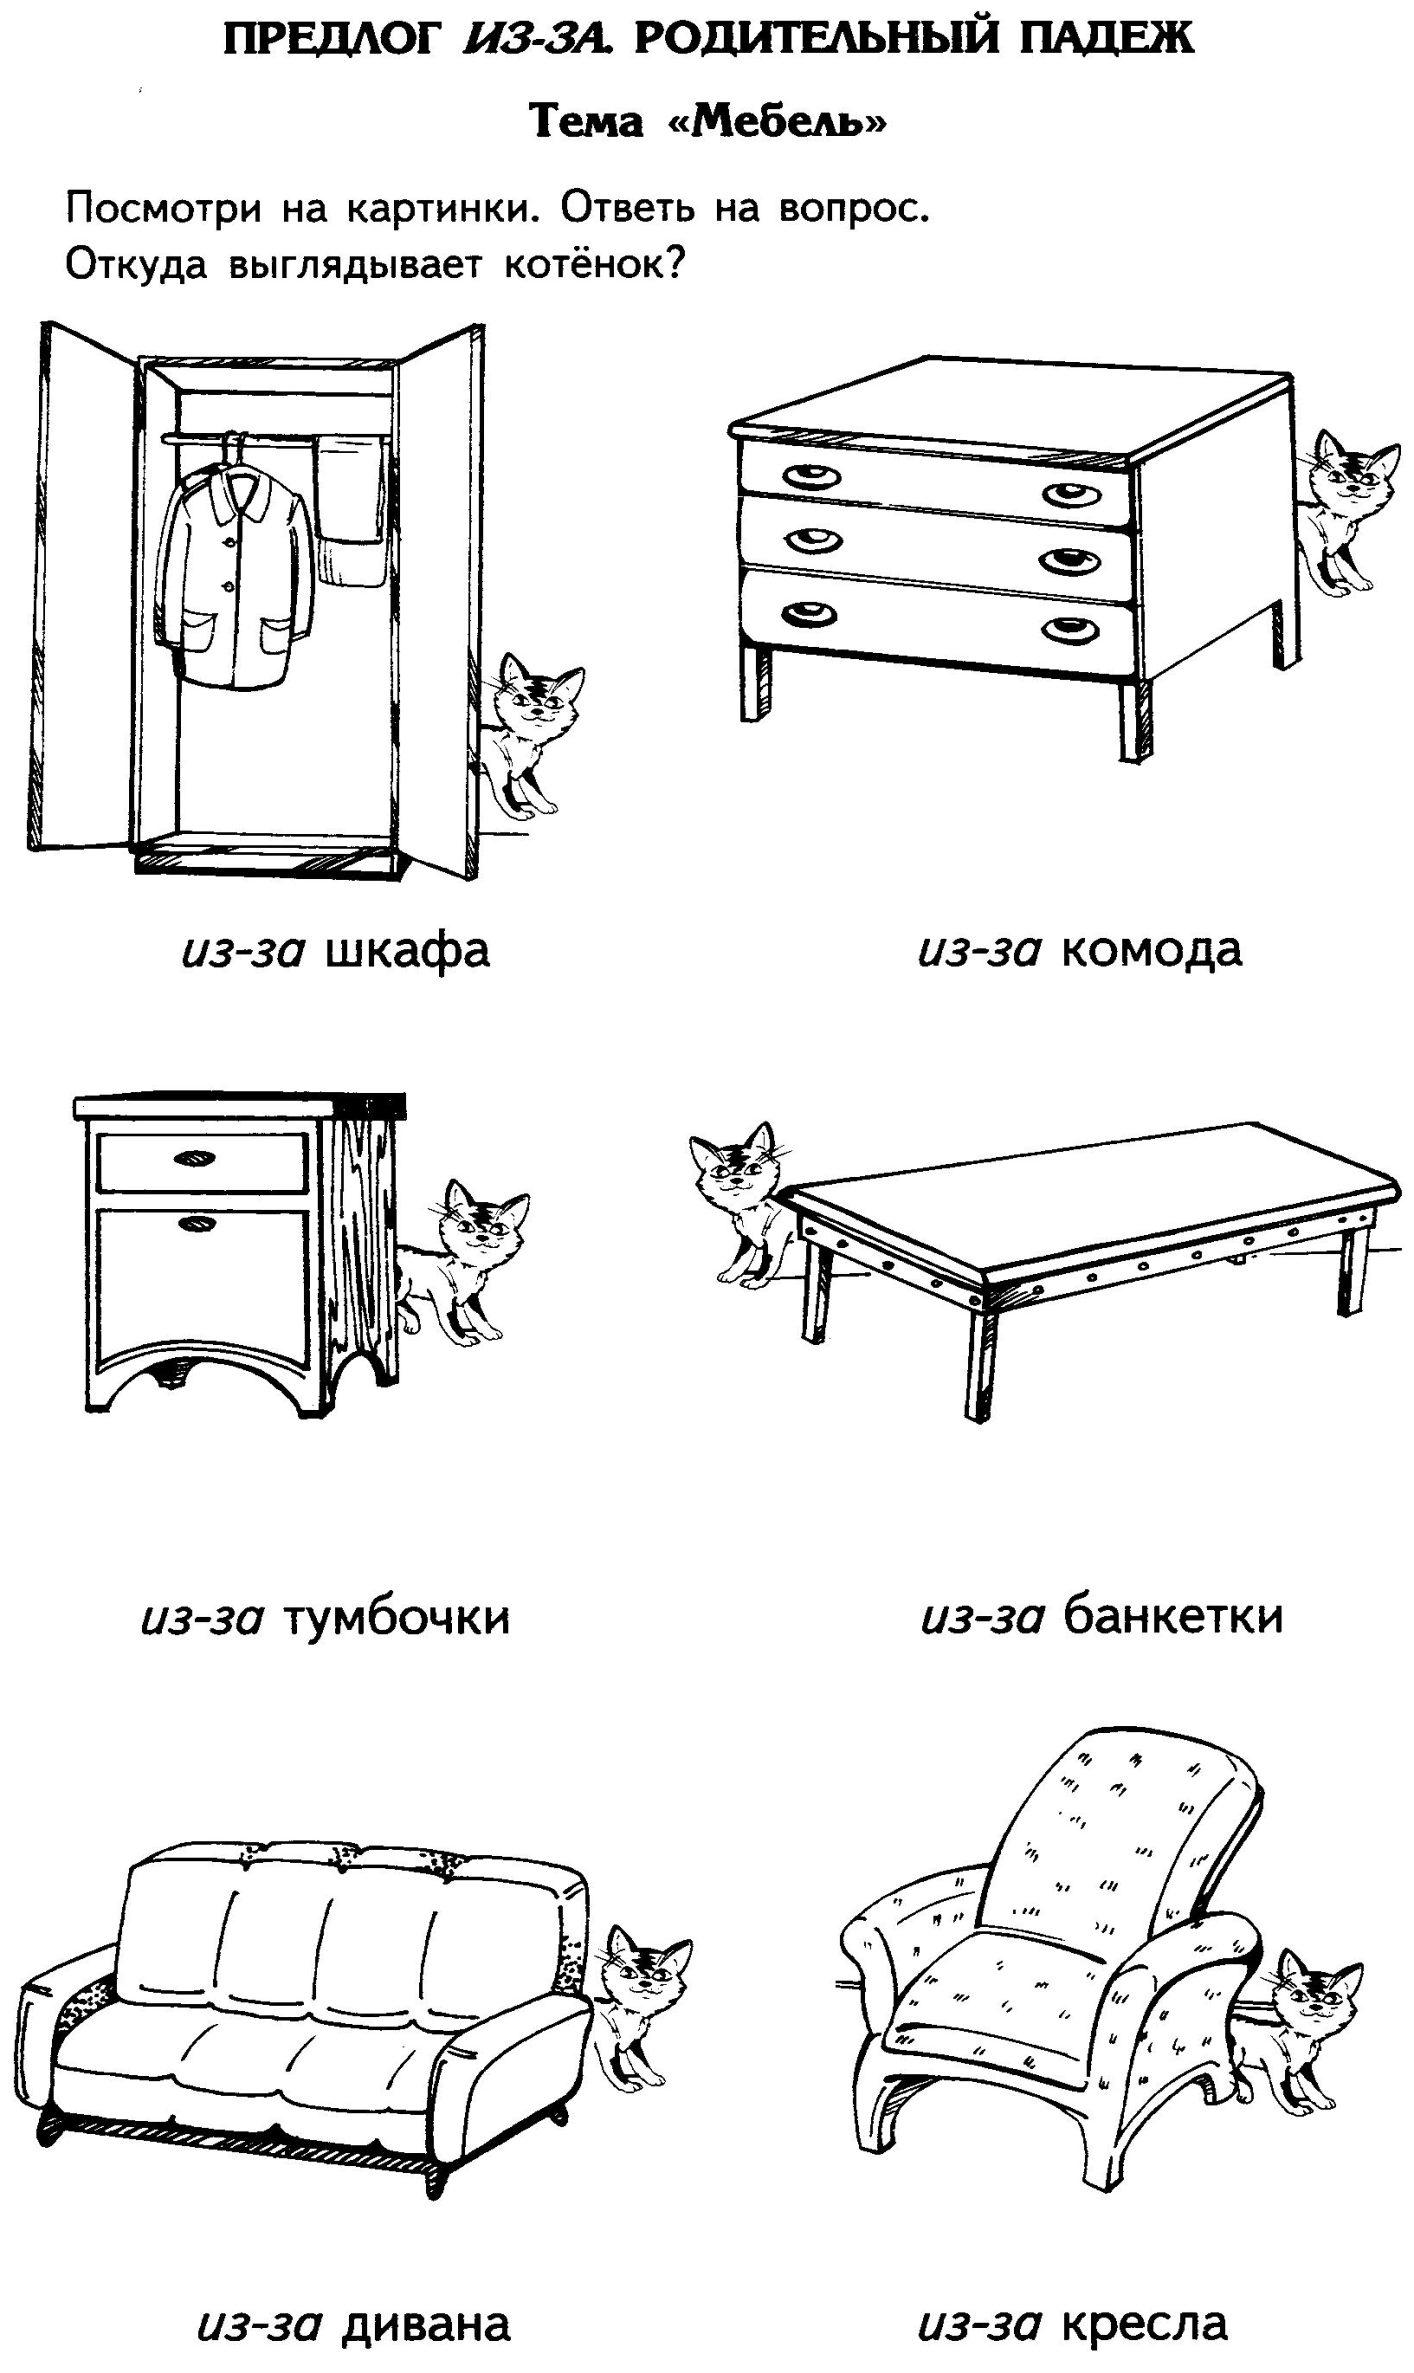 ПРЕДЛОГ ИЗ-ЗА. РОДИТЕЛЬНЫЙ ПАДЕЖ
Тема «Мебель»
Посмотри на картинки. Ответь на вопрос.
Откуда выглядывает котёнок?
из-за шкафа
из-за комода
из-за тумбочки
из-за банкетки
из-за дивана
из-за кресла